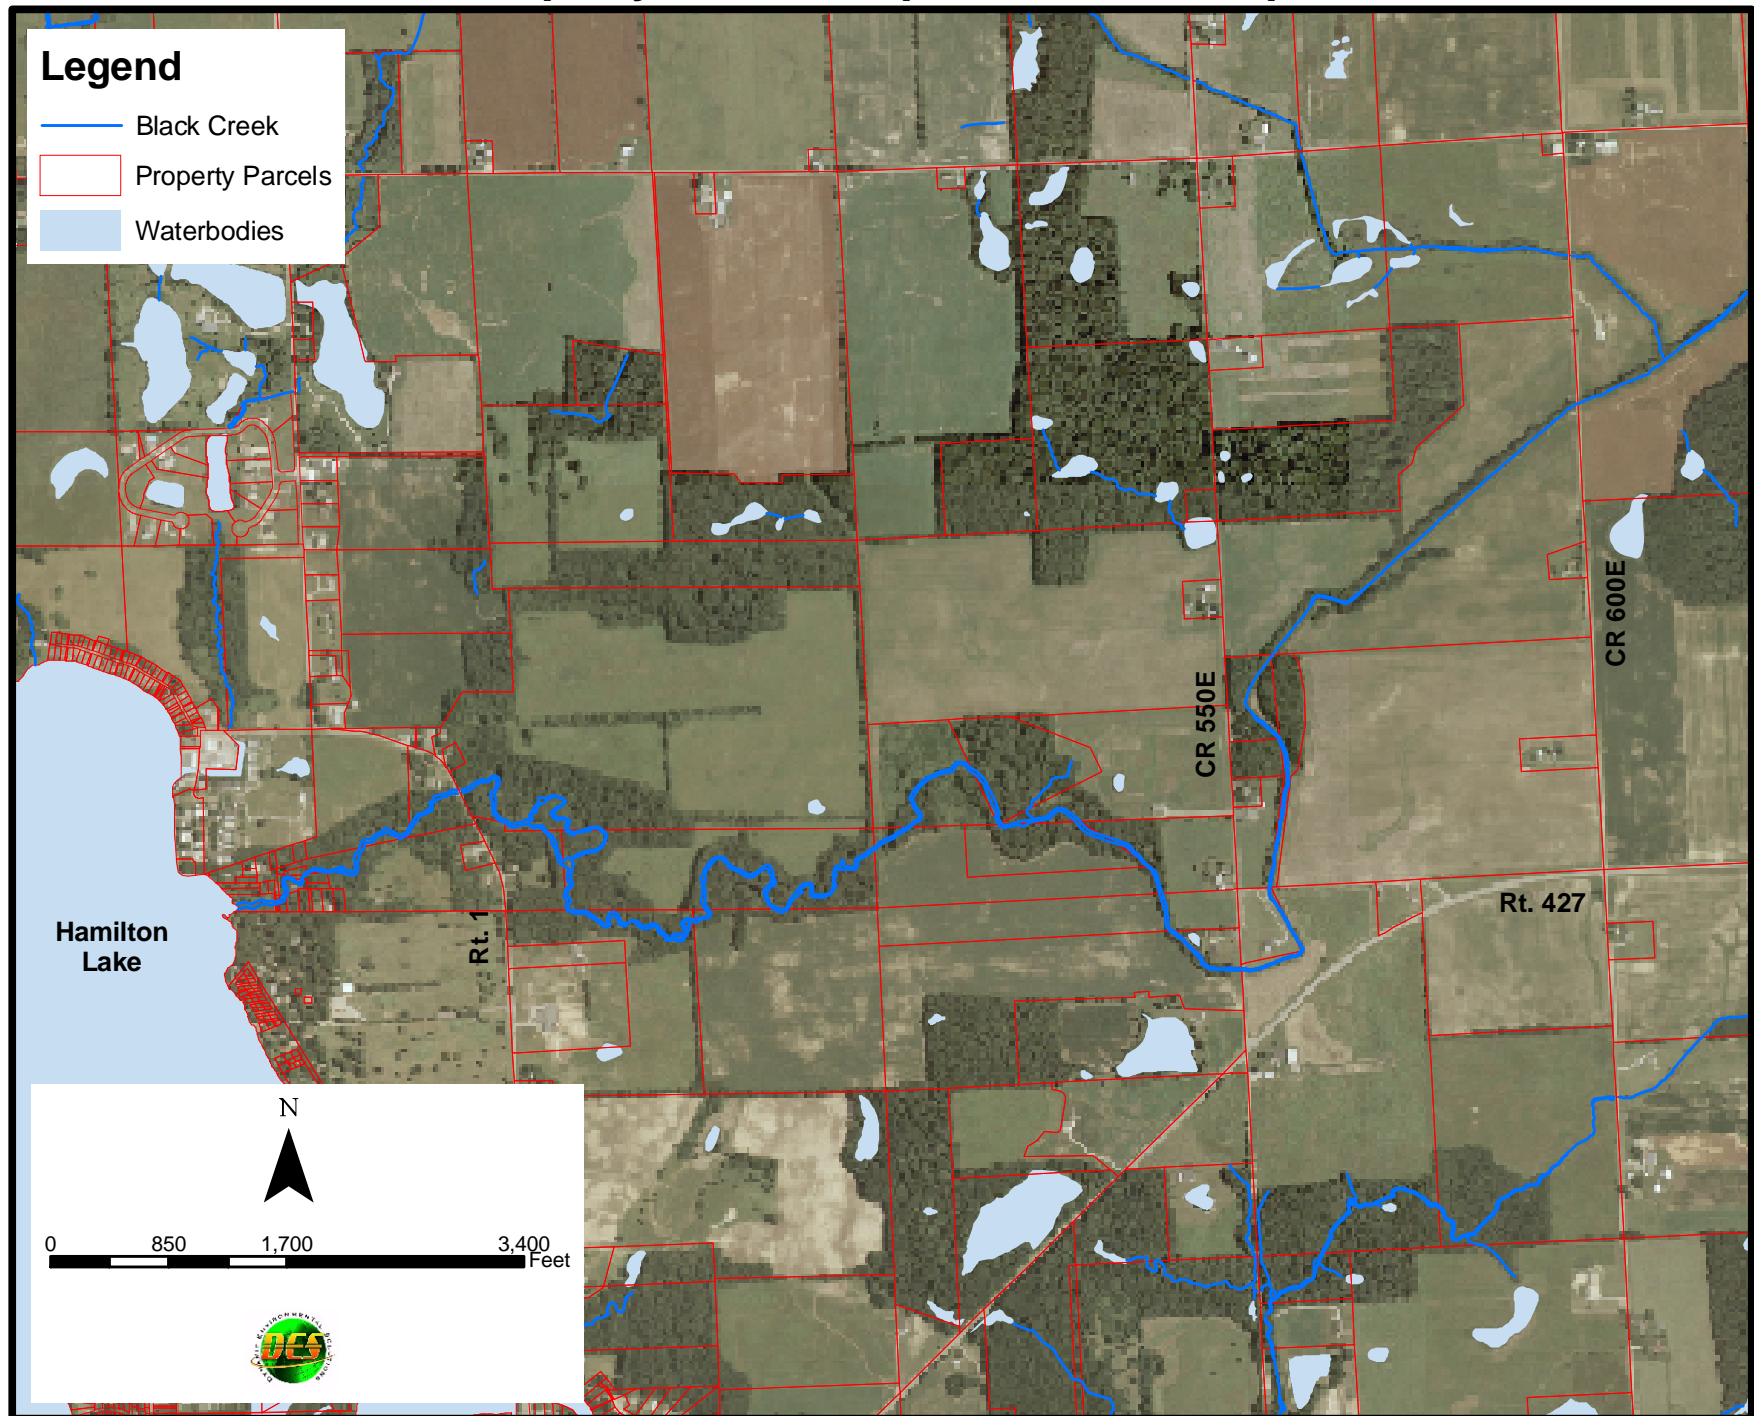 Legend
Black Creek
Property Parcels
Waterbodies
CR 600E
CR 550E
Rt. 427
Rt. 1
Hamilton
Lake
N
0 850 1,700 3,400
Feet
DES